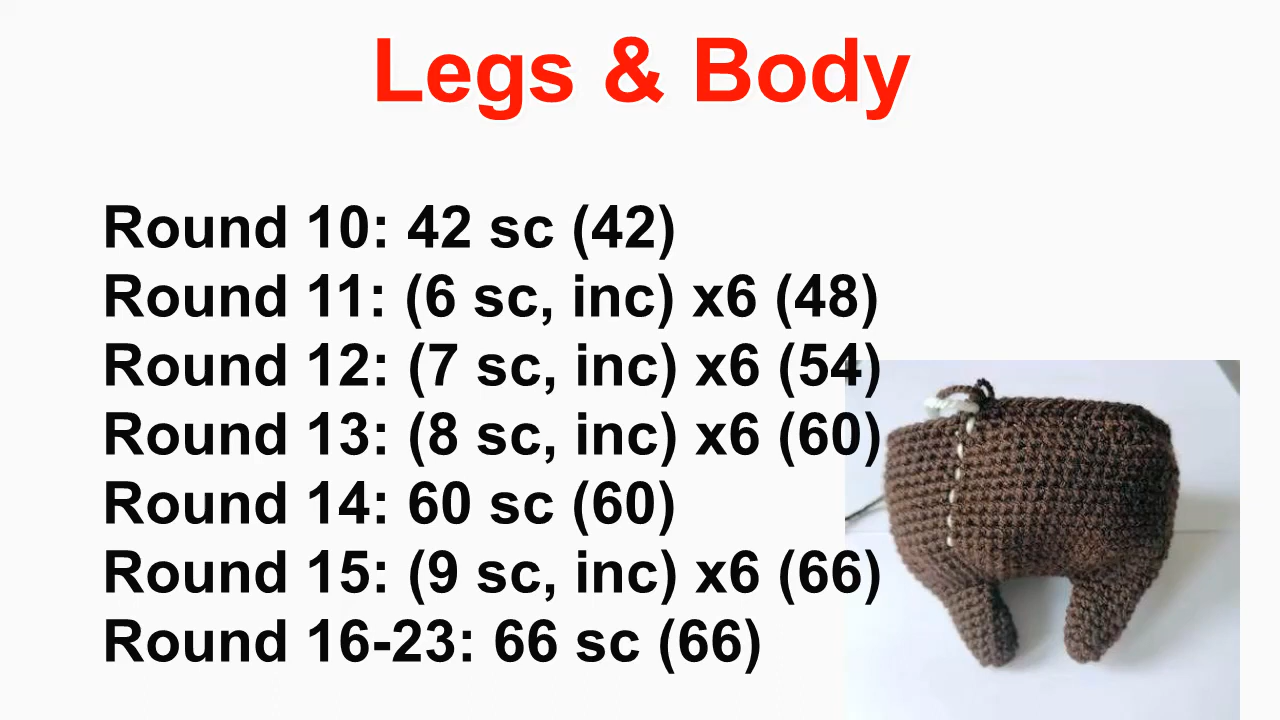 Legs & Body
Round 10: 42 sc (42)
Round 11: (6 sc, inc) x6 (48)
Round 12: (7 sc, inc) x6 (54)
Round 13: (8 sc, inc) x6 (60)
Round 14: 60 sc (60)
Round 15: (9 sc, inc) x6 (66)
Round 16-23: 66 sc (66)